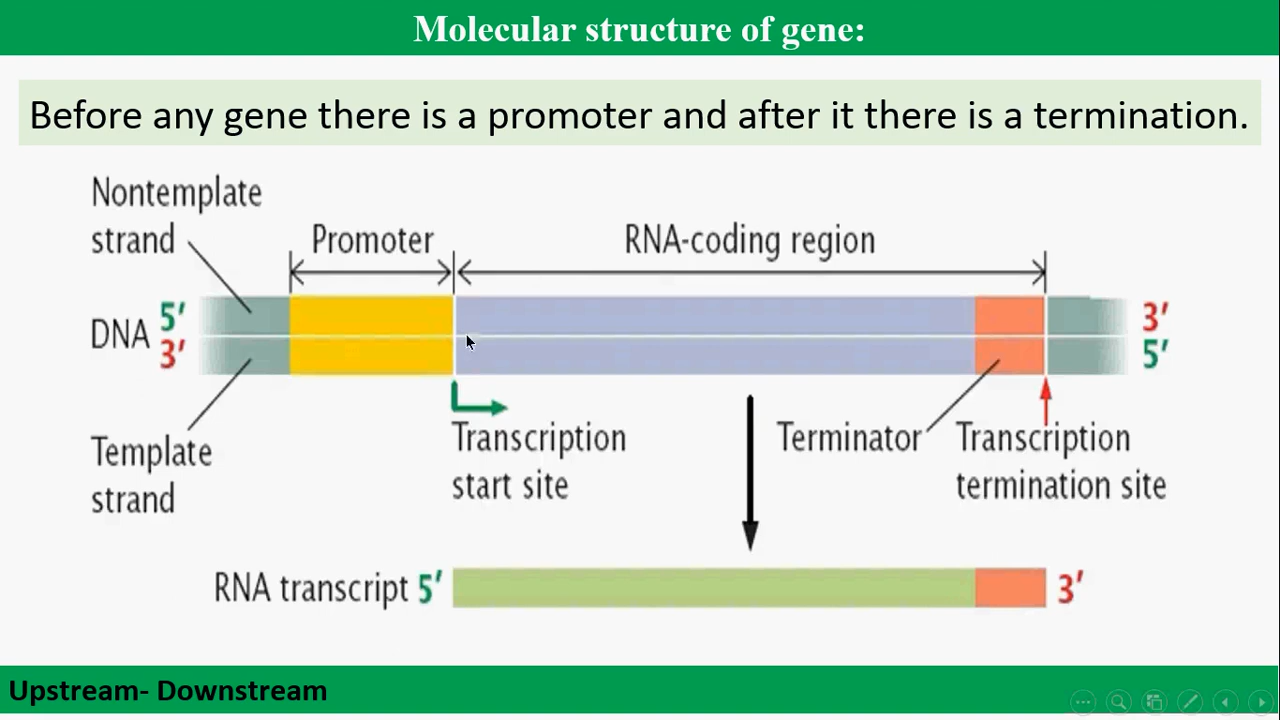 Molecular structure of gene:
Before any gene there is a promoter and after it there is a termination.
Nontemplate
strand
Promoter
RNA-coding region
DNA
5′
3′
3′
5′
Template
strand
Transcription
start site
Terminator
Transcription
termination site
RNA transcript 5′
3′
Upstream- Downstream